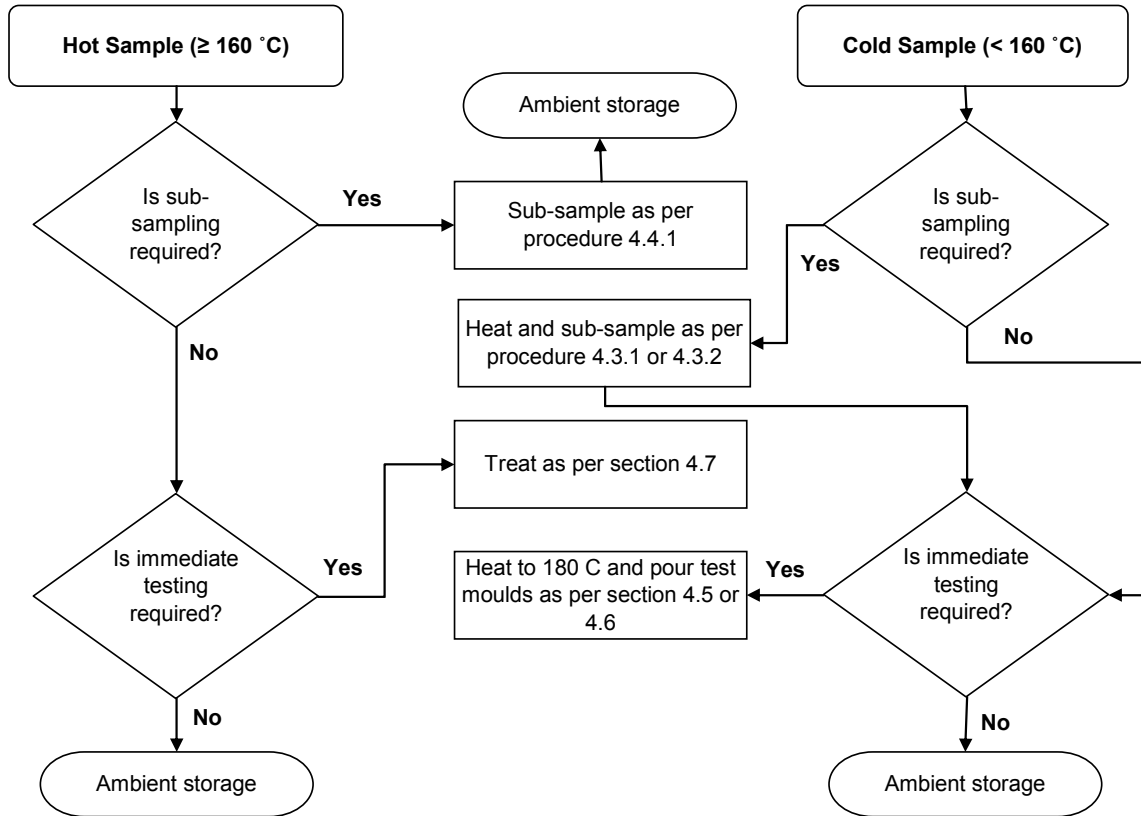 Hot Sample (≥ 160 ˚C)
Cold Sample (< 160 ˚C)
Ambient storage
Is sub-
sampling
required?
Yes
Sub-sample as per
procedure 4.4.1
Is sub-
sampling
required?
Yes
Heat and sub-sample as per
procedure 4.3.1 or 4.3.2
No
No
Treat as per section 4.7
Is immediate
testing
required?
Yes
Heat to 180 C and pour test
moulds as per section 4.5 or
4.6
Yes
Is immediate
testing
required?
No
No
Ambient storage
Ambient storage